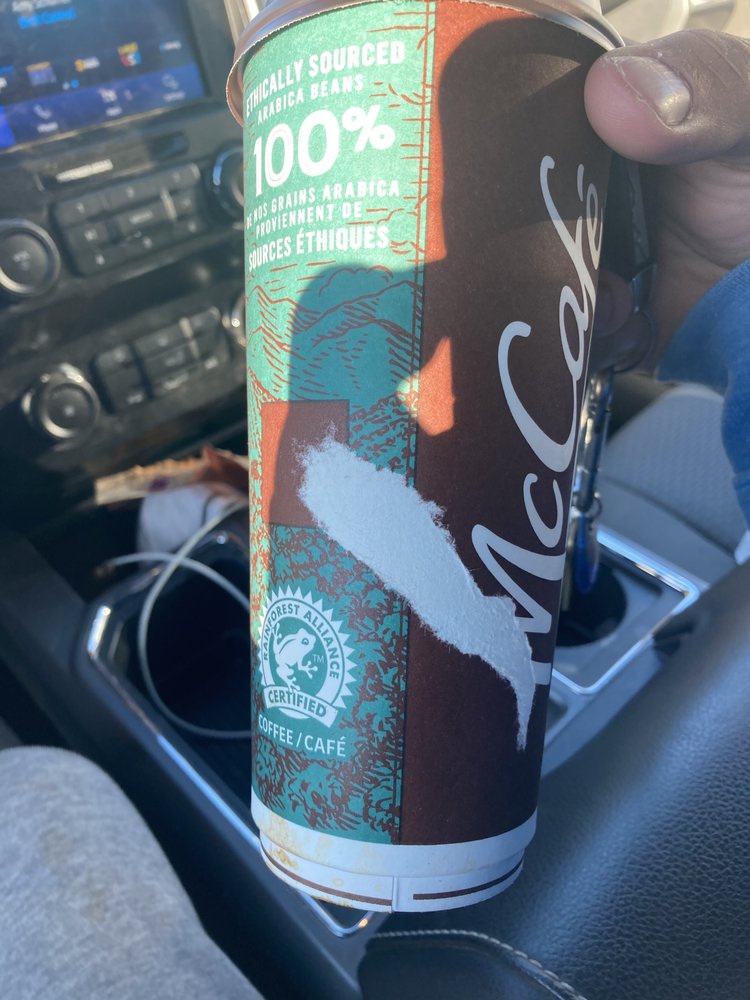 ETHICALLY SOURCED
ARABICA BEANS
100%
DE NOS GRAINS ARABICA
PROVIENNENT DE
SOURCES ÉTHIQUES
McCafé
RAINFOREST ALLIANCE
TM
CERTIFIED
COFFEE/CAFÉ